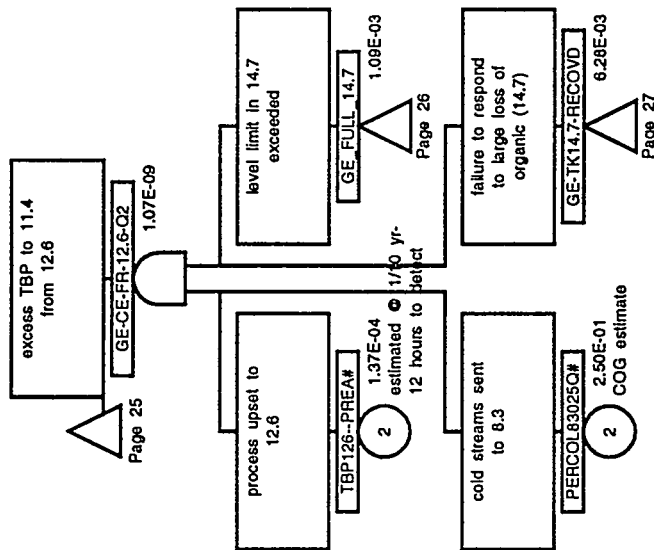 excess TBP to 11.4
from 12.6
GE-CE-FR-12.6-Q2
1.07E-09
Page 25
process upset to
12.6
TBP126--PREA#
1.37E-04
estimated @ 1/10 yr-
12 hours to detect
2
level limit in 14.7
exceeded
GE_FULL_14.7
1.09E-03
Page 26
cold streams sent
to 8.3
PERCOL83025Q#
2.50E-01
COG estimate
2
failure to respond
to large loss of
organic (14.7)
GE-TK14.7-RECOVD
6.28E-03
Page 27